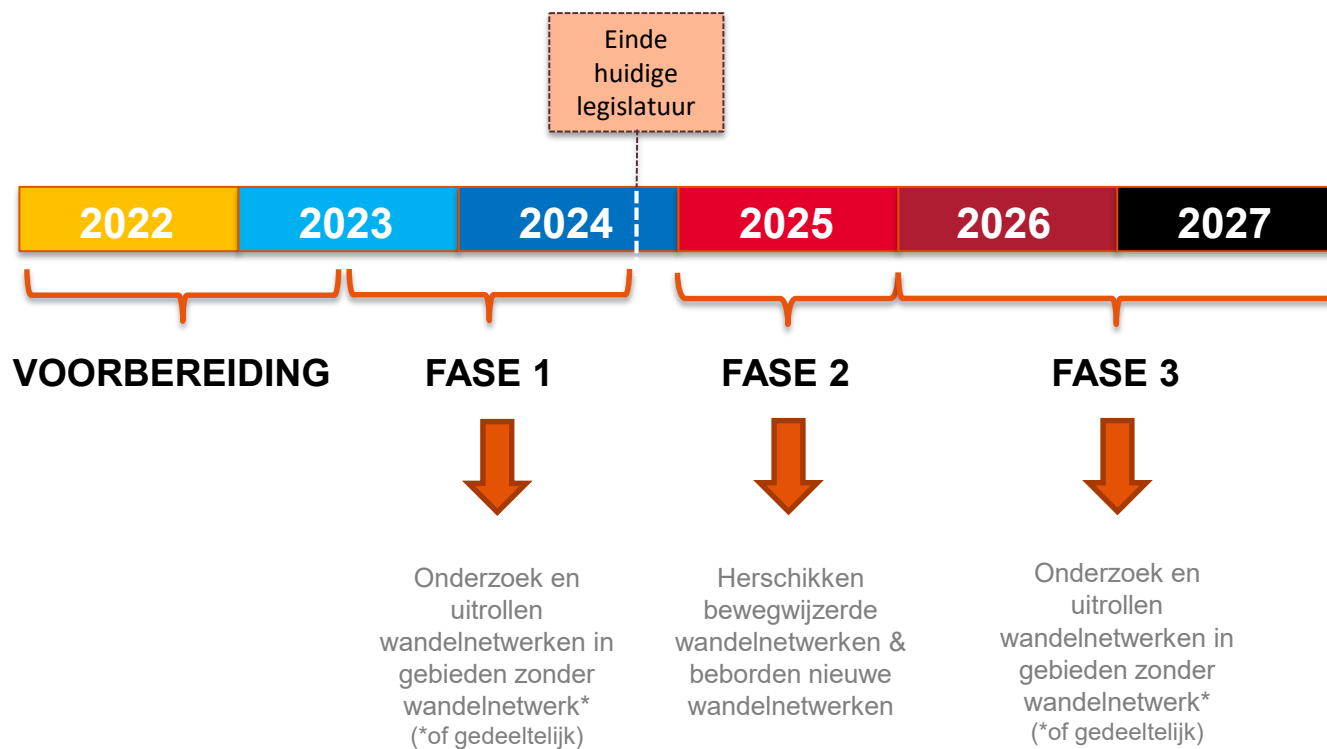 Einde
huidige
legislatuur
2022 2023 2024 2025 2026 2027
VOORBEREIDING FASE 1 FASE 2 FASE 3
Onderzoek en
uitrollen
wandelnetwerken in
gebieden zonder
wandelnetwerk*
(*of gedeeltelijk)
Herschikken
bewegwijzerde
wandelnetwerken &
beborden nieuwe
wandelnetwerken
Onderzoek en
uitrollen
wandelnetwerken in
gebieden zonder
wandelnetwerk*
(*of gedeeltelijk)